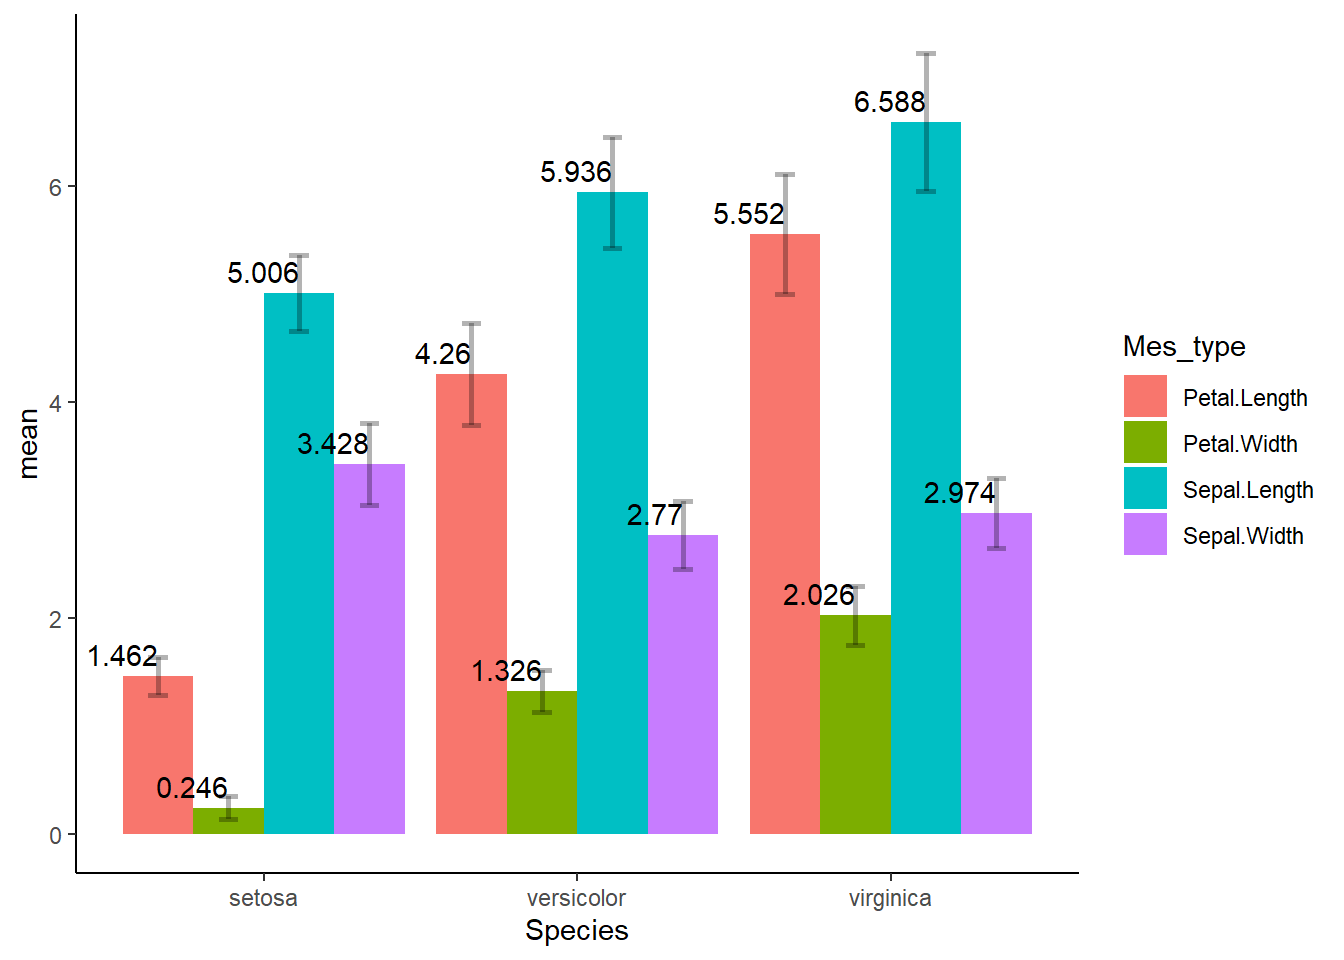 6.588
5.936
6
5.552
5.006
4.26
4
3.428
2.974
2.77
2
2.026
1.462
1.326
0.246
0
mean
setosa
versicolor
virginica
Species
Mes_type
Petal.Length
Petal.Width
Sepal.Length
Sepal.Width